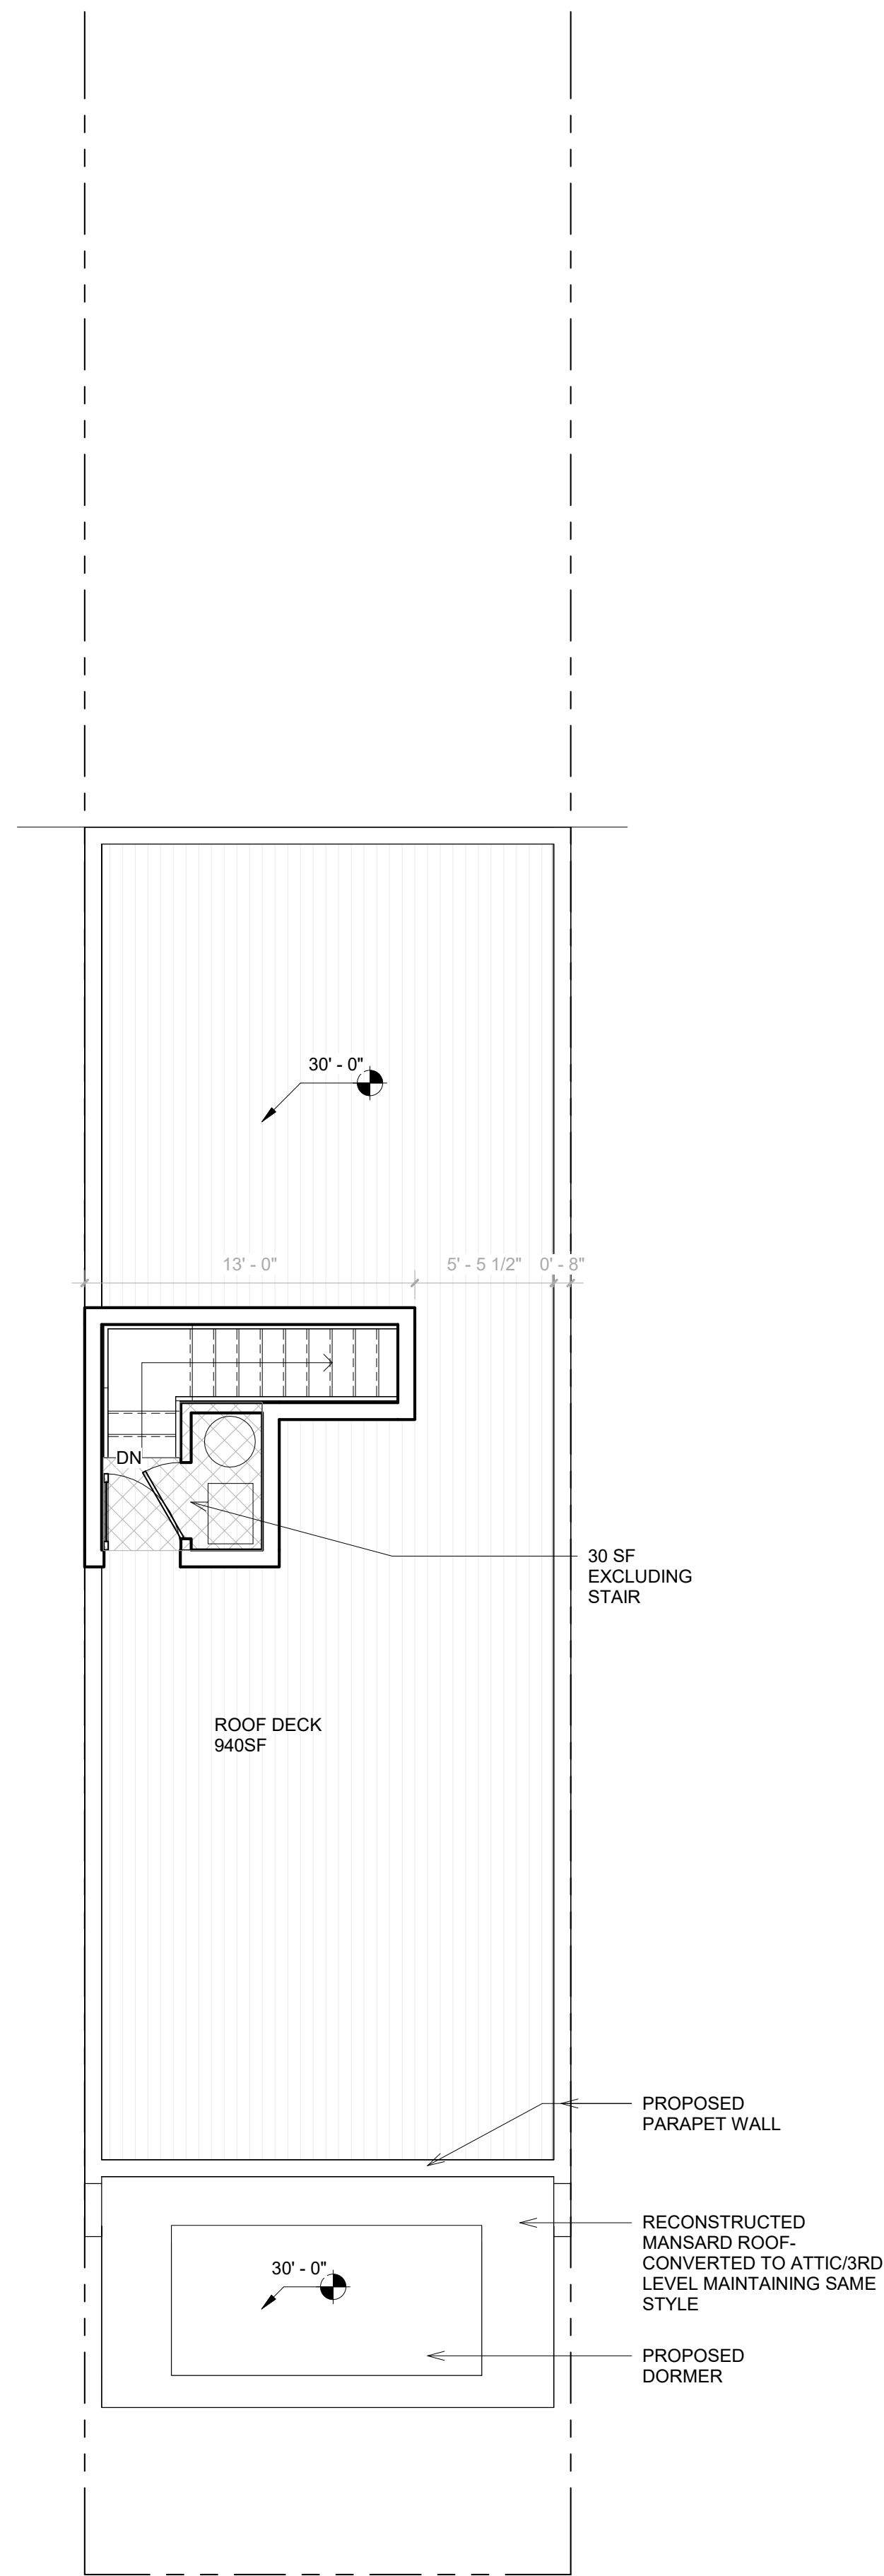 30' - 0"
13' - 0"
5' - 5 1/2"
0' - 8"
DN
30 SF
EXCLUDING
STAIR
ROOF DECK
940SF
PROPOSED
PARAPET WALL
RECONSTRUCTED
MANSARD ROOF-
CONVERTED TO ATTIC/3RD
LEVEL MAINTAINING SAME
STYLE
30' - 0"
PROPOSED
DORMER